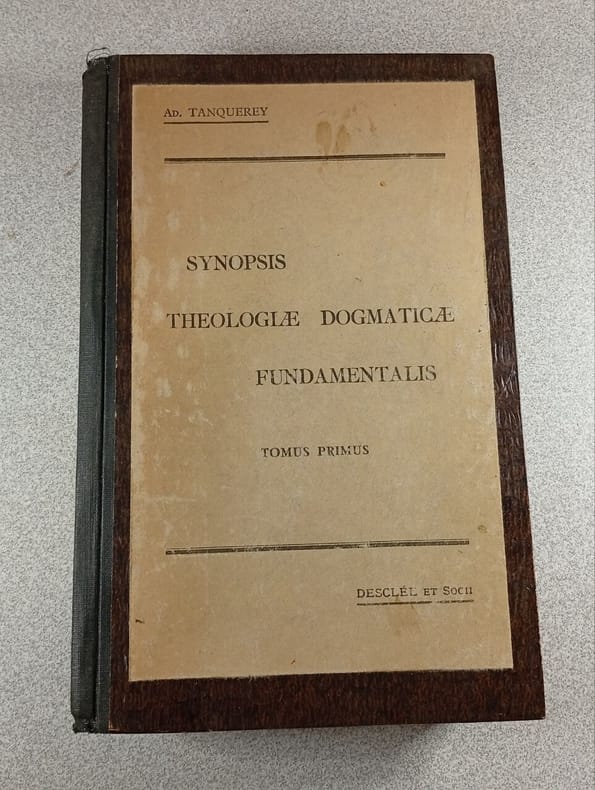 AD. TANQUEREY
SYNOPSIS
THEOLOGIÆ DOGMATICÆ
FUNDAMENTALIS
TOMUS PRIMUS
DESCLÉE ET SOCII